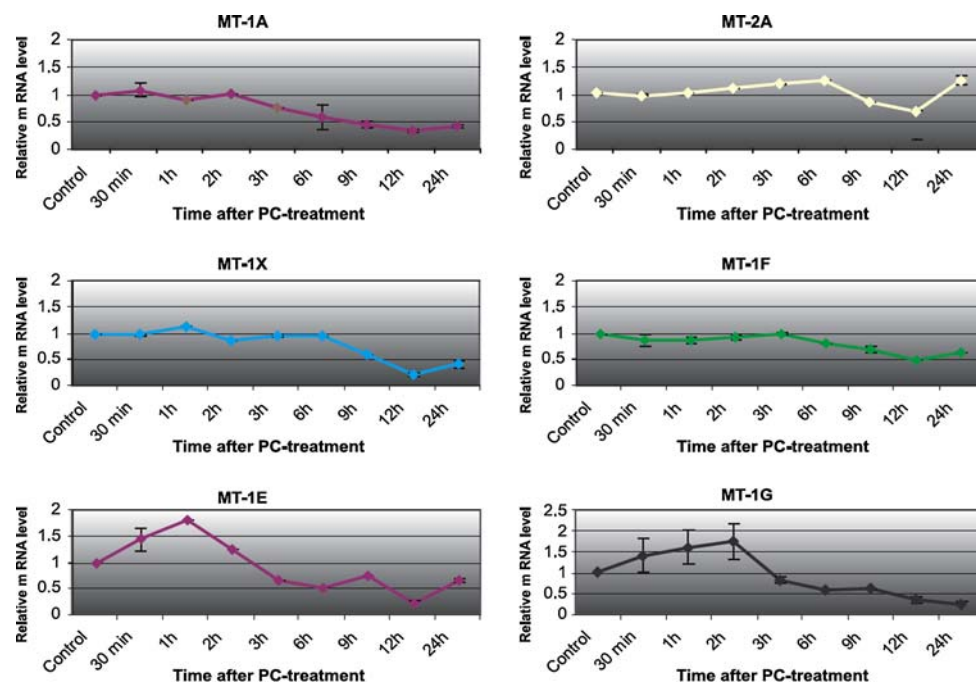 MT-1A
Relative m RNA level
2
1.5
1
0.5
0
Control
30 min
1h
2h
3h
6h
9h
12h
24h
Time after PC-treatment
MT-2A
Relative m RNA level
2
1.5
1
0.5
0
Control
30 min
1h
2h
3h
6h
9h
12h
24h
Time after PC-treatment
MT-1X
Relative m RNA level
2
1.5
1
0.5
0
Control
30 min
1h
2h
3h
6h
9h
12h
24h
Time after PC-treatment
MT-1F
Relative m RNA level
2
1.5
1
0.5
0
Control
30 min
1h
2h
3h
6h
9h
12h
24h
Time after PC-treatment
MT-1E
Relative m RNA level
2
1.5
1
0.5
0
Control
30 min
1h
2h
3h
6h
9h
12h
24h
Time after PC-treatment
MT-1G
Relative m RNA level
2.5
2
1.5
1
0.5
0
Control
30 min
1h
2h
3h
6h
9h
12h
24h
Time after PC-treatment